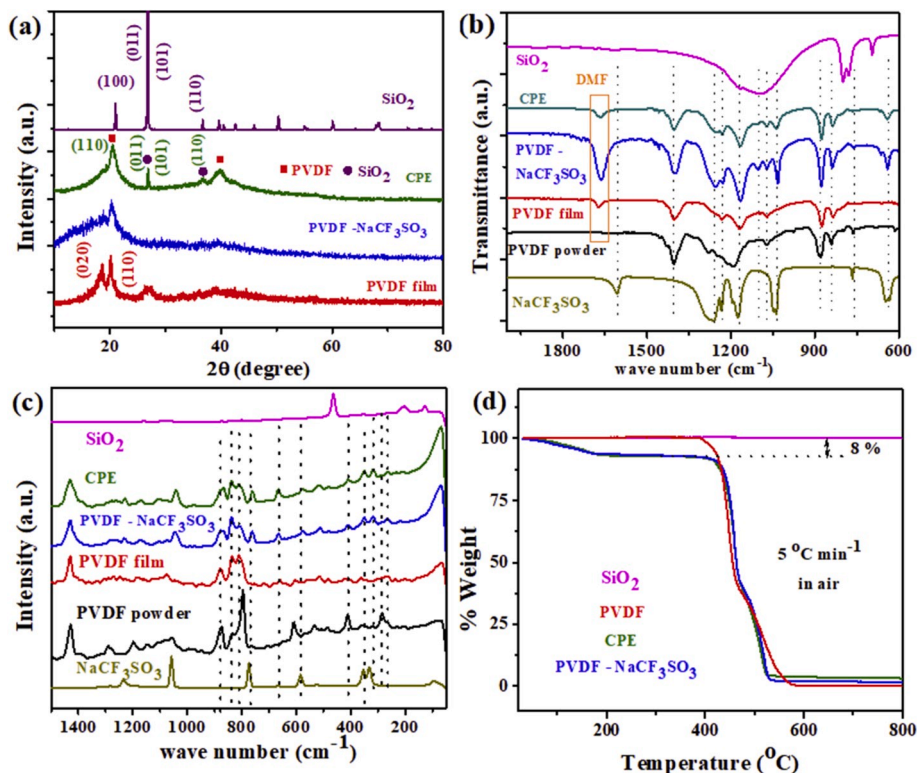 (a)
(011)
(101)
(100)
(110)
SiO₂
(110)
(011)
(101)
(110)
PVDF SiO₂
CPE
PVDF -NaCF₃SO₃
(020)
(110)
PVDF film
Intensity (a.u.)
20 40 60 80
2θ (degree)
(b)
SiO₂
DMF
CPE
PVDF -
NaCF₃SO₃
PVDF film
PVDF powder
NaCF₃SO₃
Transmittance (a.u.)
1800 1500 1200 900 600
wave number (cm⁻¹)
(c)
SiO₂
CPE
PVDF - NaCF₃SO₃
PVDF film
PVDF powder
NaCF₃SO₃
Intensity (a.u.)
1400 1200 1000 800 600 400 200
wave number (cm⁻¹)
(d)
100
8 %
75
5 °C min⁻¹
in air
50
SiO₂
PVDF
25
CPE
PVDF - NaCF₃SO₃
0
% Weight
0 200 400 600 800
Temperature (°C)